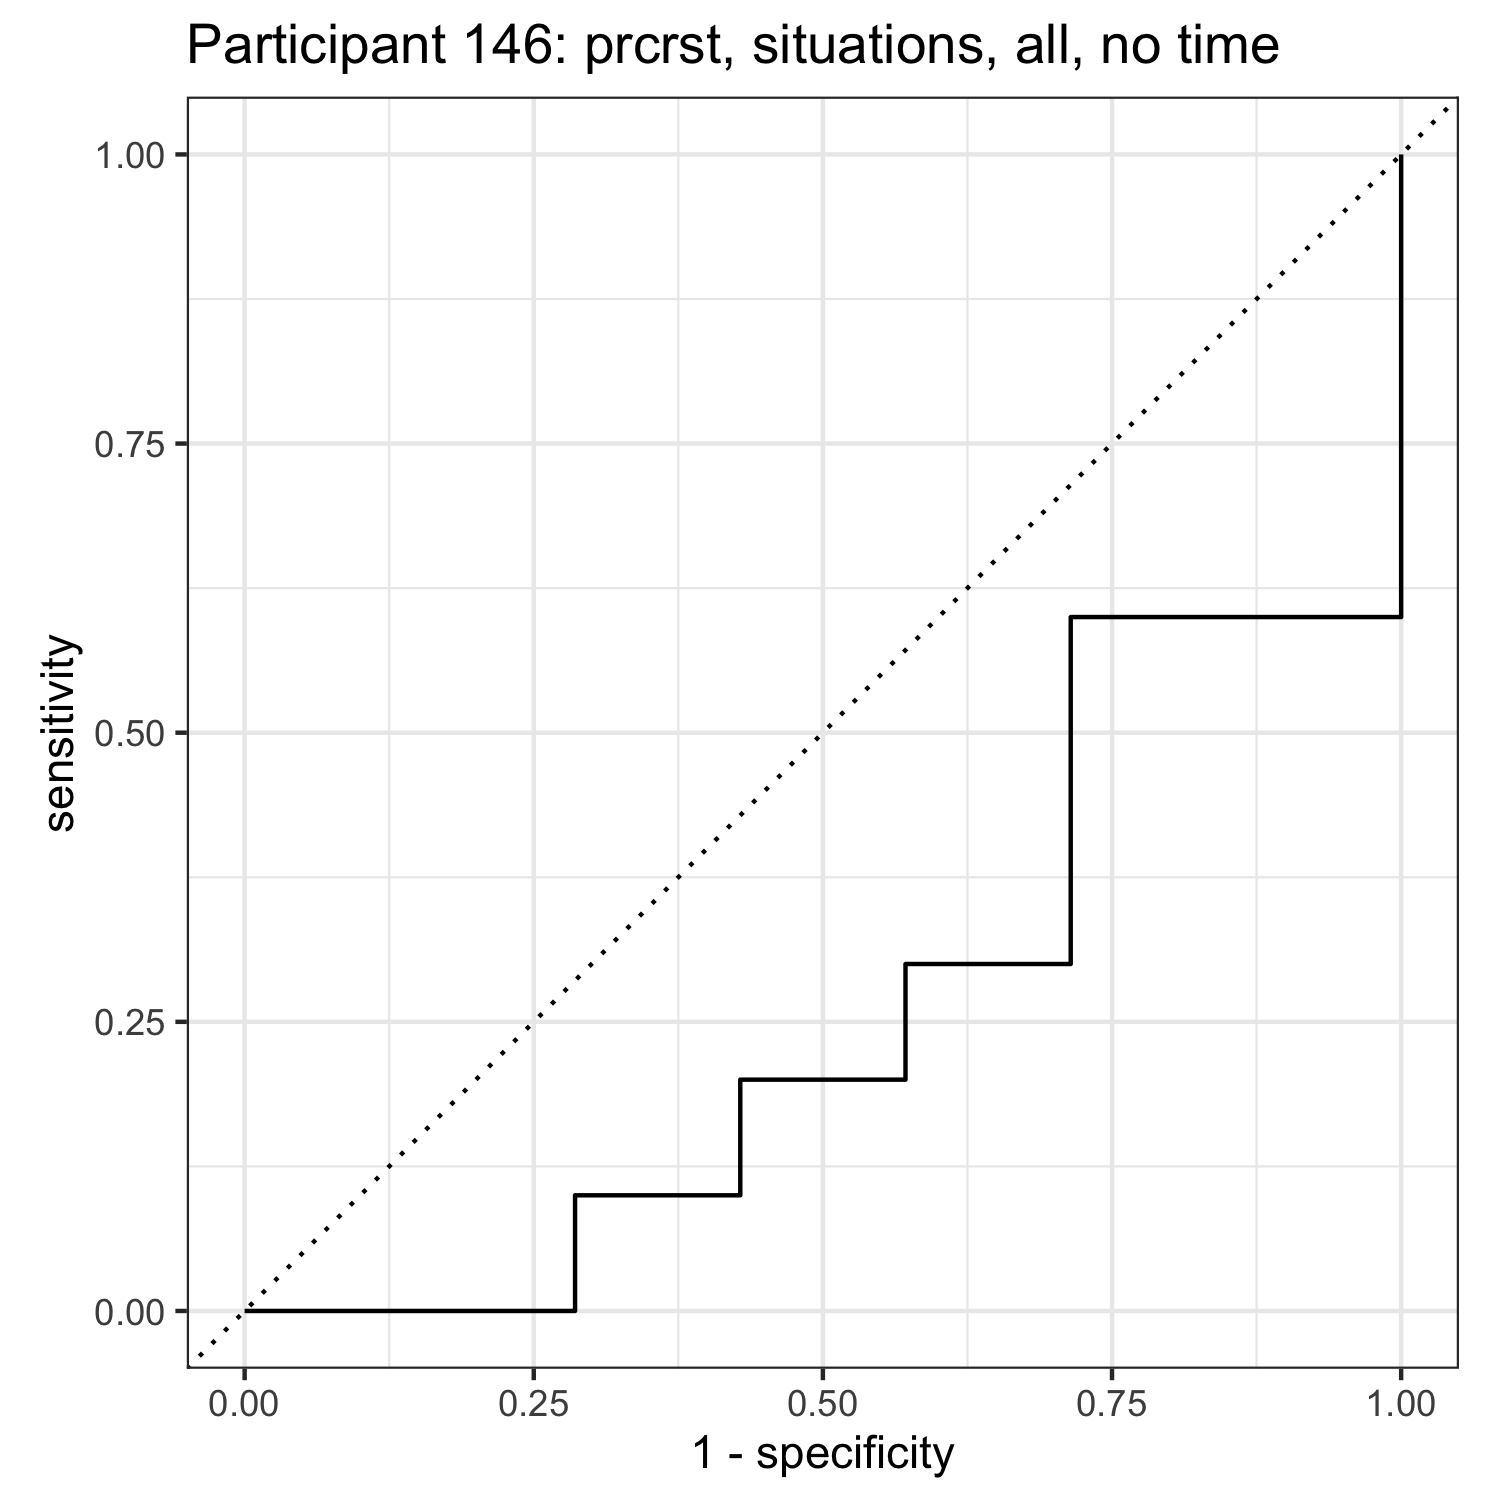 Participant 146: prcrst, situations, all, no time
1.00
0.75
0.50
0.25
0.00
sensitivity
0.00 0.25 0.50 0.75 1.00
1 - specificity